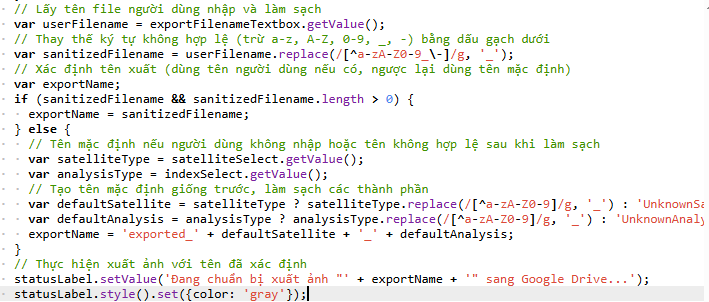 // Lấy tên file người dùng nhập và làm sạch
var userFilename = exportFilenameTextbox.getValue();
// Thay thế ký tự không hợp lệ (trừ a-z, A-Z, 0-9, _, -) bằng dấu gạch dưới
var sanitizedFilename = userFilename.replace(/[^a-zA-Z0-9_\-]/g, '_');
// Xác định tên xuất (dùng tên người dùng nếu có, ngược lại dùng tên mặc định)
var exportName;
if (sanitizedFilename && sanitizedFilename.length > 0) {
exportName = sanitizedFilename;
} else {
// Tên mặc định nếu người dùng không nhập hoặc tên không hợp lệ sau khi làm sạch
var satelliteType = satelliteSelect.getValue();
var analysisType = indexSelect.getValue();
// Tạo tên mặc định giống trước, làm sạch các thành phần
var defaultSatellite = satelliteType ? satelliteType.replace(/[^a-zA-Z0-9]/g, '_') : 'UnknownSa
var defaultAnalysis = analysisType ? analysisType.replace(/[^a-zA-Z0-9]/g, '_') : 'UnknownAnaly
exportName = 'exported_' + defaultSatellite + '_' + defaultAnalysis;
}
// Thực hiện xuất ảnh với tên đã xác định
statusLabel.setValue('Đang chuẩn bị xuất ảnh "' + exportName + '" sang Google Drive...');
statusLabel.style().set({color: 'gray'});